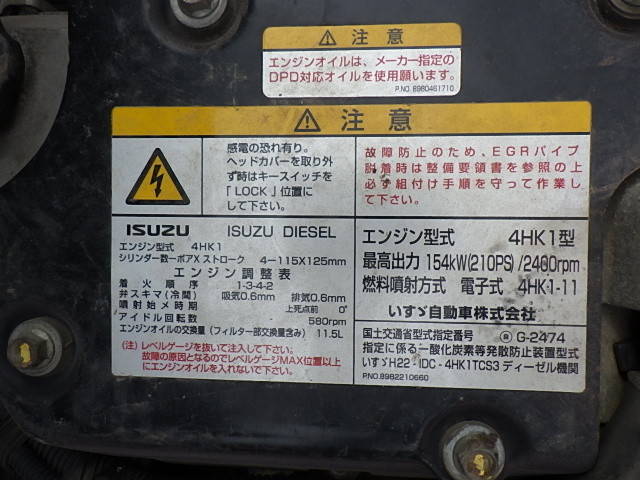 注意
エンジンオイルは、メーカー指定の
DPD対応オイルを使用願います。
P.NO. 8980461710
注意
感電の恐れ有り。
ヘッドカバーを取り外
ず時はキースイッチを
「LOCK」位置に
して下さい。
故障防止のため、EGRパイプ
脱着時は整備要領書を参照の上
必ず組付け手順を守って作業し
て下さい。
ISUZU ISUZU DIESEL
エンジン型式 4HK1
シリンダ数ーボアXストローク 4-115X125mm
エンジン調整表
着火順序 1-3-4-2
弁スキマ(冷間) 吸気0.6mm 排気0.6mm
噴射始メ時期 上死点前 0°
アイドル回転数 580rpm
エンジンオイルの交換量(フィルター部交換量含み) 11.5L
(注)レベルゲージを抜いて注入して下さい。
故障の原因となるのでレベルゲージMAX位置以上
にエンジンオイルを入れないで下さい。
エンジン型式 4HK1型
最高出力 154kW(210PS)/2400rpm
燃料噴射方式 電子式 4HK1-11
いすゞ自動車株式会社
国土交通省型式指定番号 ⓐ G-2474
指定に係る一酸化炭素等発散防止装置型式
いすゞH22-IDC-4HK1TCS3 ディーゼル機関
P.NO.8982210660